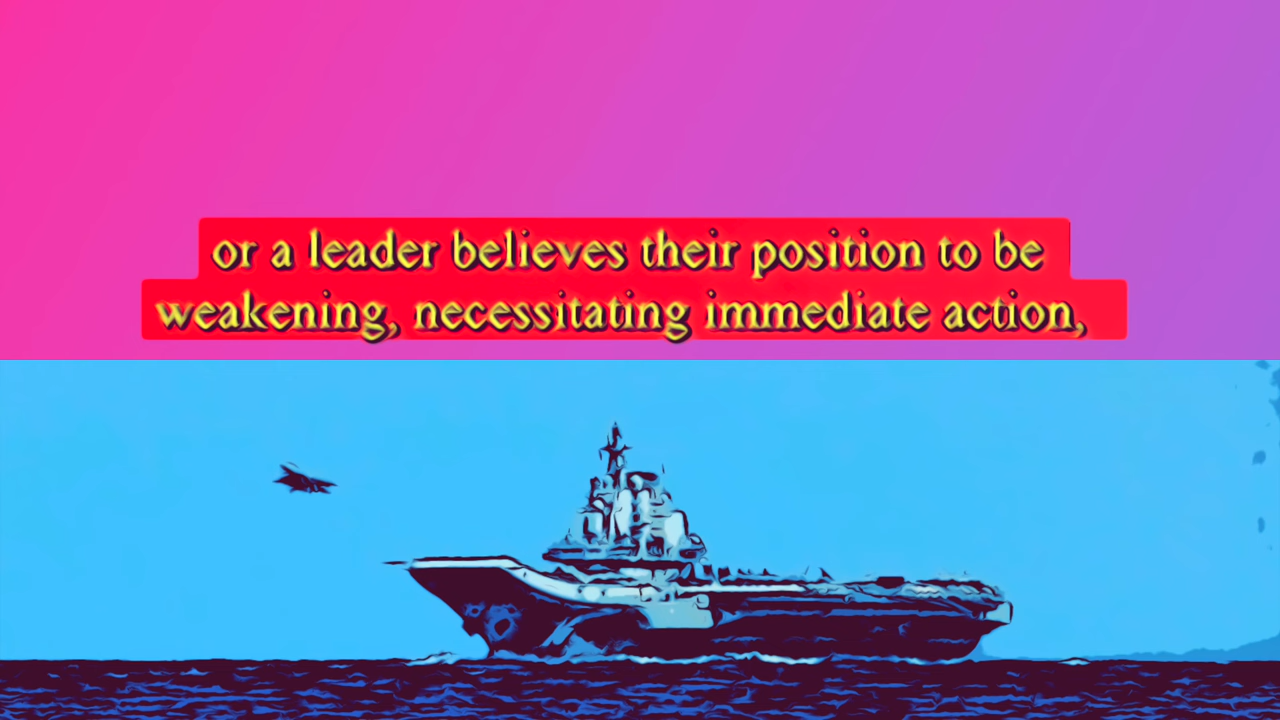 or a leader believes their position to be
weakening, necessitating immediate action,